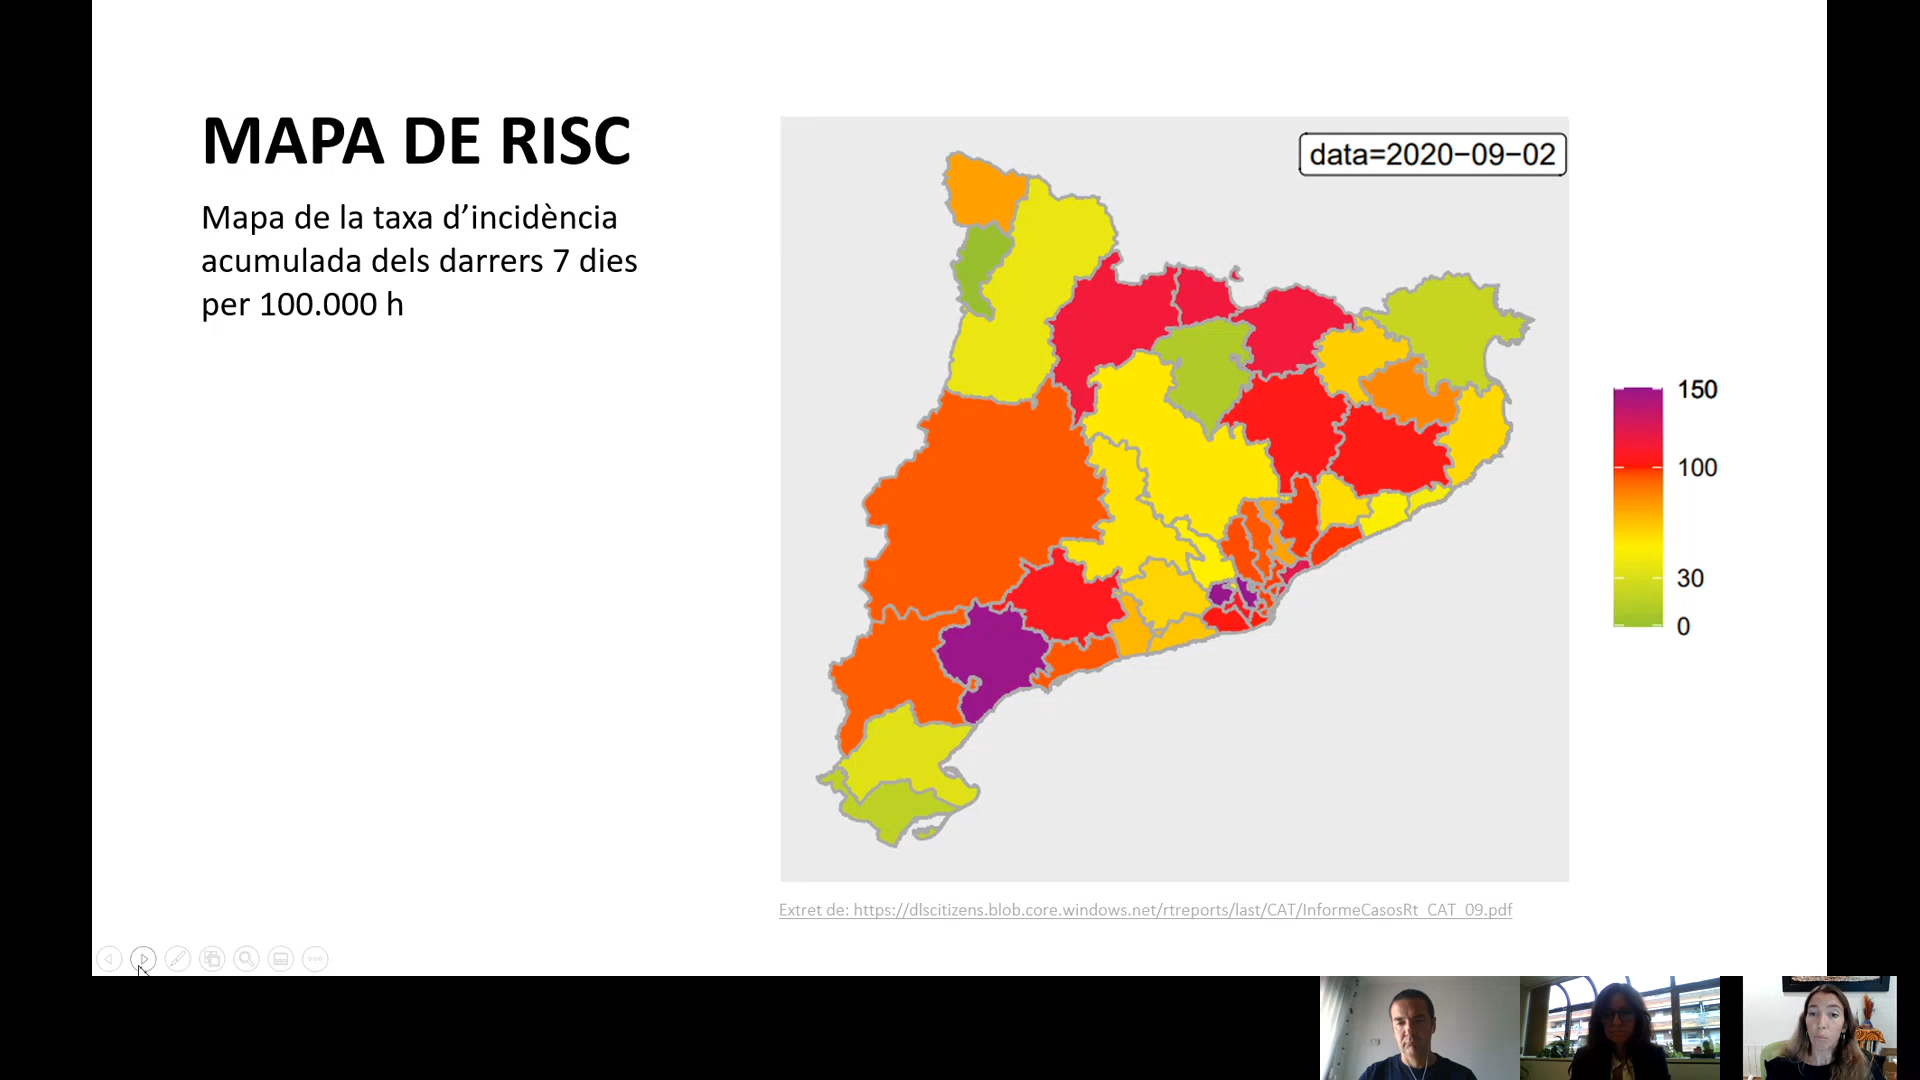 MAPA DE RISC
Mapa de la taxa d’incidència
acumulada dels darrers 7 dies
per 100.000 h
data=2020−09−02
150
100
30
0
Extret de: https://dlscitizens.blob.core.windows.net/rtreports/last/CAT/InformeCasosRt_CAT_09.pdf